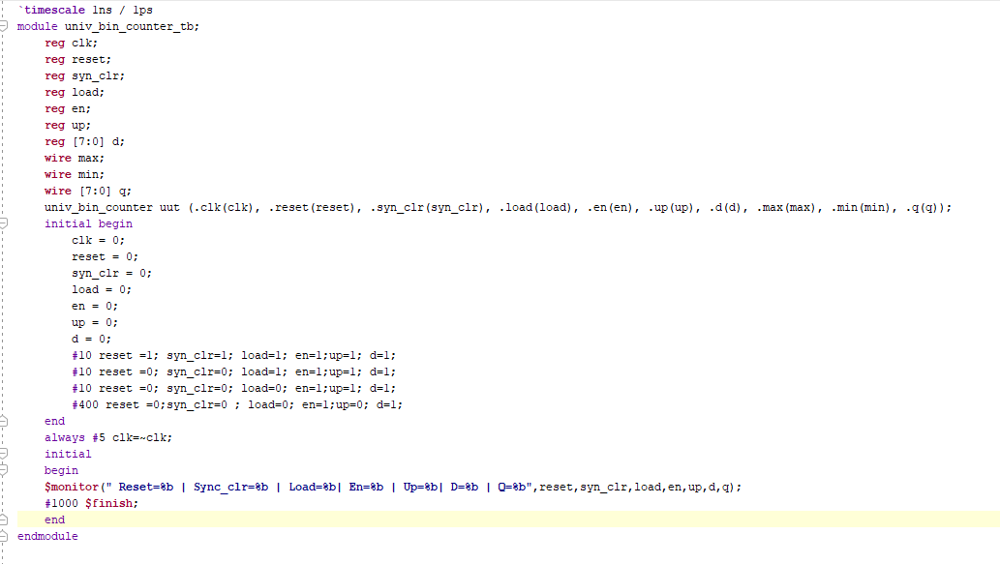 `timescale 1ns / 1ps
module univ_bin_counter_tb;
    reg clk;
    reg reset;
    reg syn_clr;
    reg load;
    reg en;
    reg up;
    reg [7:0] d;
    wire max;
    wire min;
    wire [7:0] q;
    univ_bin_counter uut (.clk(clk), .reset(reset), .syn_clr(syn_clr), .load(load), .en(en), .up(up), .d(d), .max(max), .min(min), .q(q));
    initial begin
        clk = 0;
        reset = 0;
        syn_clr = 0;
        load = 0;
        en = 0;
        up = 0;
        d = 0;
        #10 reset =1; syn_clr=1; load=1; en=1;up=1; d=1;
        #10 reset =0; syn_clr=0; load=1; en=1;up=1; d=1;
        #10 reset =0; syn_clr=0; load=0; en=1;up=1; d=1;
        #400 reset =0;syn_clr=0 ; load=0; en=1;up=0; d=1;
    end
    always #5 clk=~clk;
    initial
    begin
    $monitor(" Reset=%b | Sync_clr=%b | Load=%b| En=%b | Up=%b| D=%b | Q=%b",reset,syn_clr,load,en,up,d,q);
    #1000 $finish;
    end
endmodule